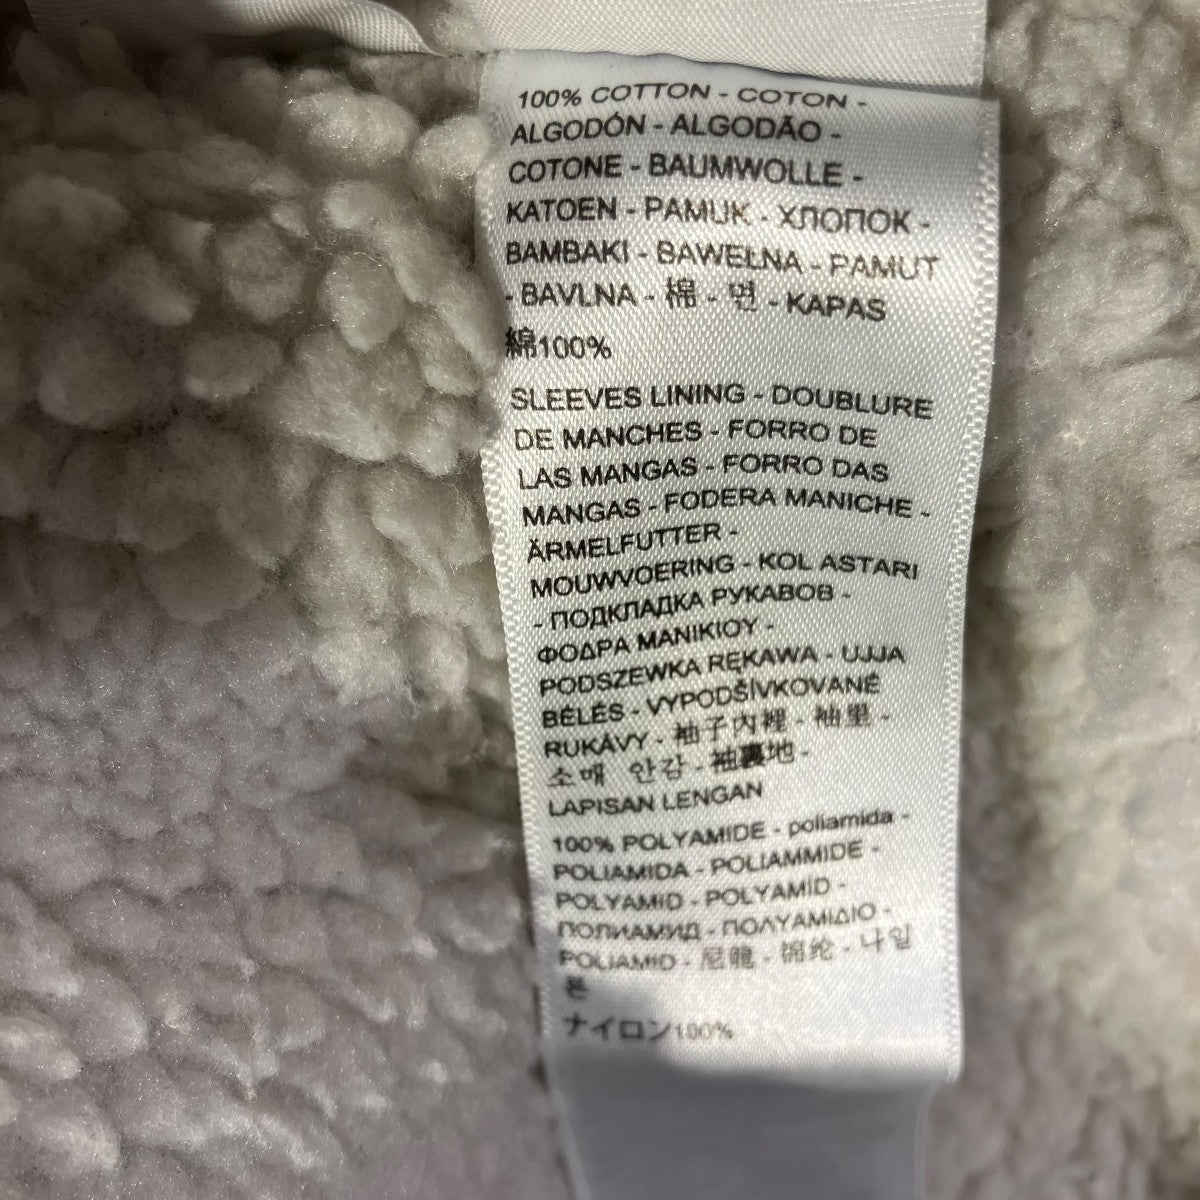 100% COTTON - COTON -
ALGODÓN - ALGODÃO -
COTONE - BAUMWOLLE -
KATOEN - PAMUK - ХЛОПОК -
BAMBAKI - BAWEŁNA - PAMUT
- BAVLNA - 棉 - 면 - KAPAS
綿100%
SLEEVES LINING - DOUBLURE
DE MANCHES - FORRO DE
LAS MANGAS - FORRO DAS
MANGAS - FODERA MANICHE -
ÄRMELFUTTER -
MOUWVOERING - KOL ASTARI
- ПОДКЛАДКА РУКАВОВ -
ΦΟΔΡΑ ΜΑΝΙΚΙΟΥ -
PODSZEWKA RĘKAWA - UJJA
BÉLÉS - VYPODŠÍVKOVANÉ
RUKÁVY - 袖子內裡 - 袖里 -
소매 안감 - 袖裏地 -
LAPISAN LENGAN
100% POLYAMIDE - poliamida -
POLIAMIDA - POLIAMMIDE -
POLYAMID - POLYAMİD -
ПОЛИАМИД - ΠΟΛΥΑΜΙΔΙΟ -
POLIAMID - 尼龍 - 锦纶 - 나일
론
ナイロン100%